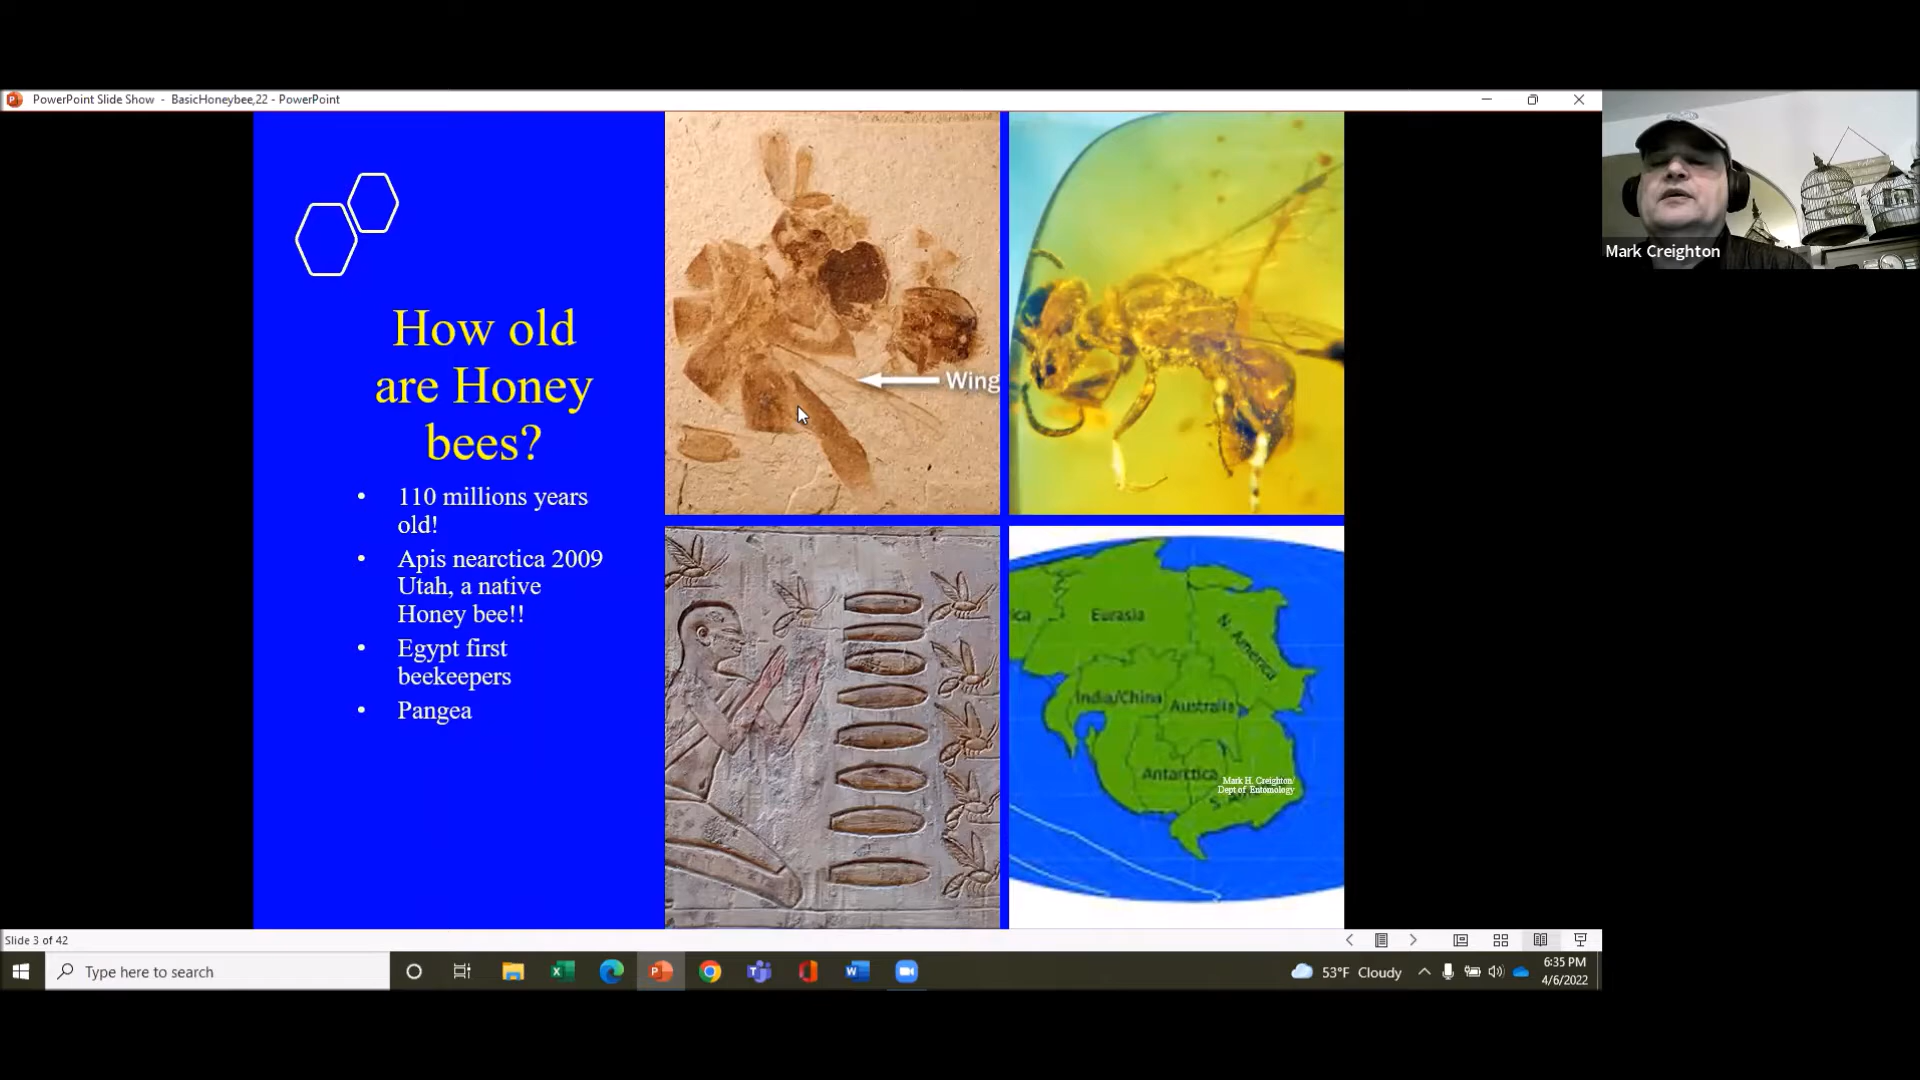 PowerPoint Slide Show - BasicHoneybee,22 - PowerPoint
Mark Creighton
How old
are Honey
bees?
• 110 millions years
old!
• Apis nearctica 2009
Utah, a native
Honey bee!!
• Egypt first
beekeepers
• Pangea
Wing
ica
Eurasia
N. America
India/China
Australia
Antarctica
Mark H. Creighton/
Dept of Entomology
Slide 3 of 42
Type here to search
53°F Cloudy
6:35 PM
4/6/2022